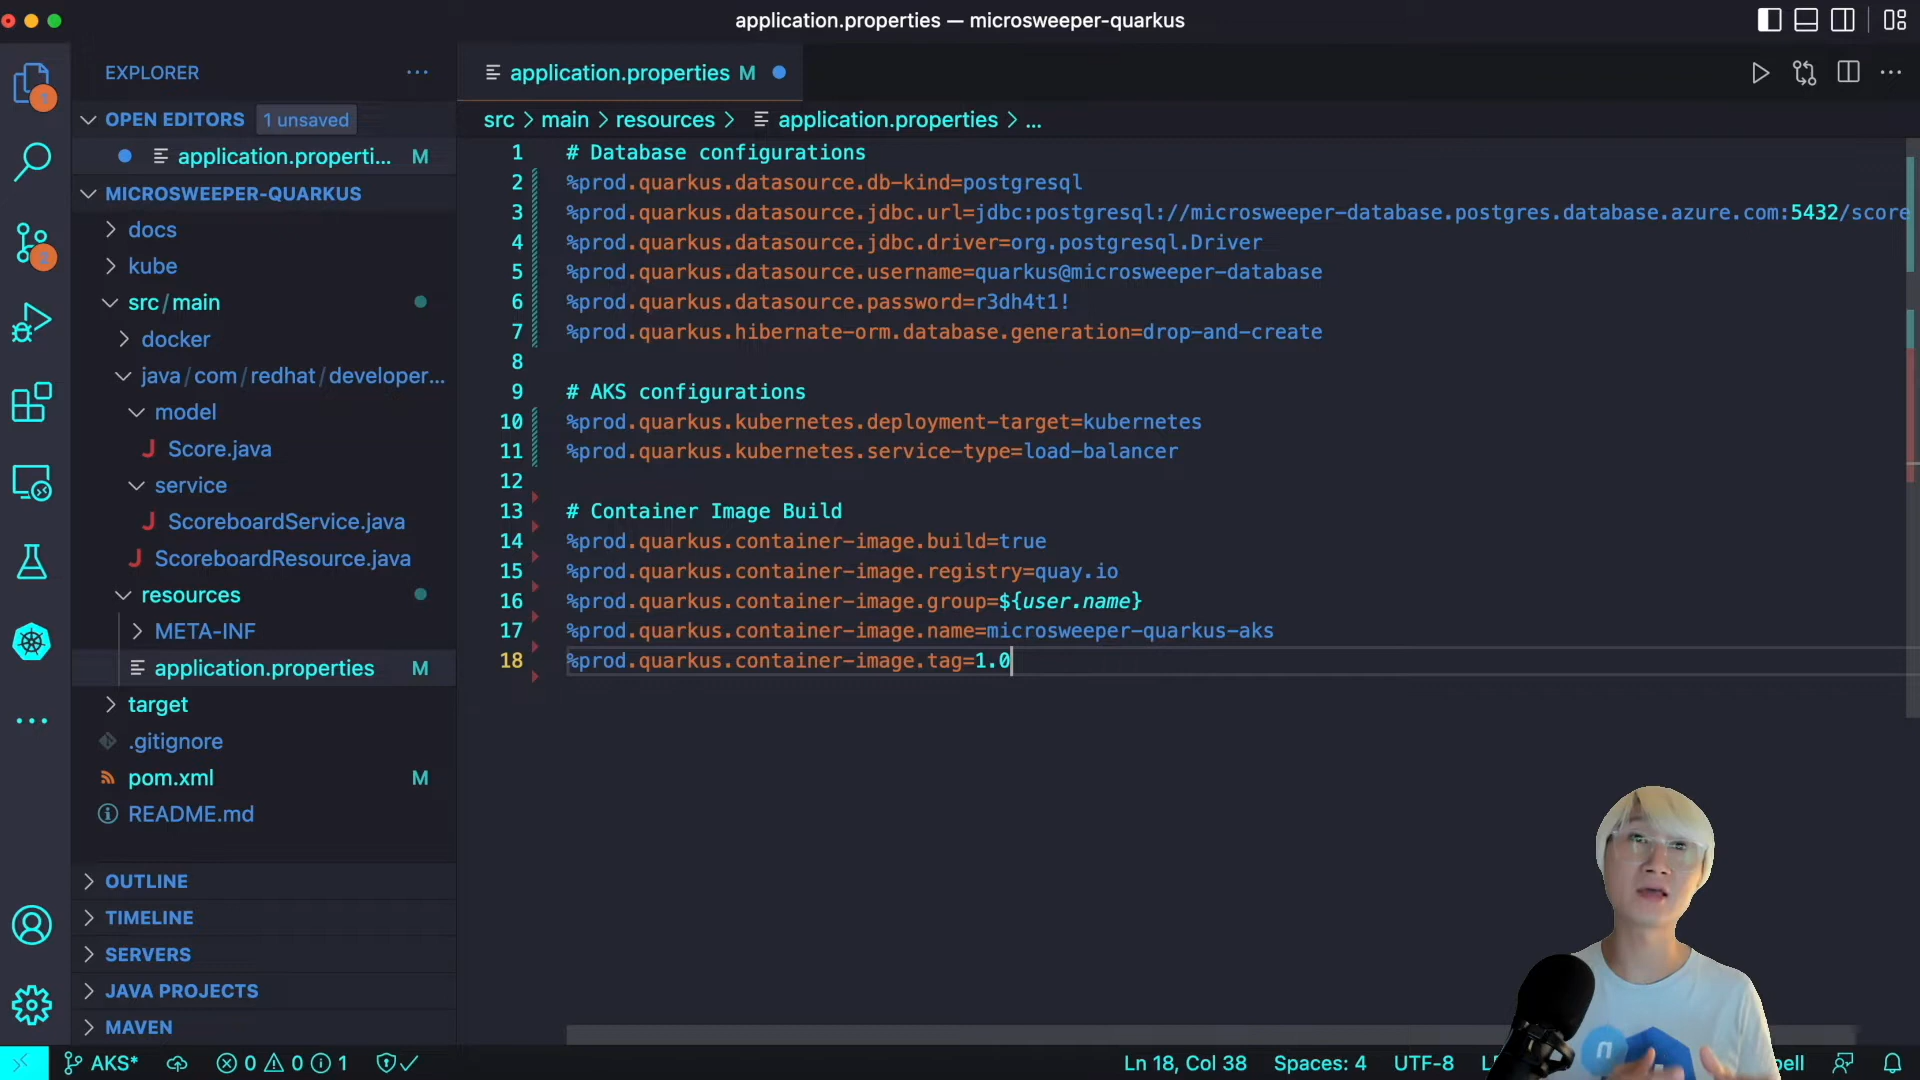 application.properties — microsweeper-quarkus
EXPLORER
OPEN EDITORS 1 unsaved
application.properti... M
MICROSWEEPER-QUARKUS
docs
kube
src/main
docker
java/com/redhat/developer...
model
J Score.java
service
J ScoreboardService.java
J ScoreboardResource.java
resources
META-INF
application.properties M
target
.gitignore
pom.xml M
README.md
OUTLINE
TIMELINE
SERVERS
JAVA PROJECTS
MAVEN
application.properties M
src > main > resources > application.properties > ...
1 # Database configurations
2 %prod.quarkus.datasource.db-kind=postgresql
3 %prod.quarkus.datasource.jdbc.url=jdbc:postgresql://microsweeper-database.postgres.database.azure.com:5432/score
4 %prod.quarkus.datasource.jdbc.driver=org.postgresql.Driver
5 %prod.quarkus.datasource.username=quarkus@microsweeper-database
6 %prod.quarkus.datasource.password=r3dh4t1!
7 %prod.quarkus.hibernate-orm.database.generation=drop-and-create
8
9 # AKS configurations
10 %prod.quarkus.kubernetes.deployment-target=kubernetes
11 %prod.quarkus.kubernetes.service-type=load-balancer
12
13 # Container Image Build
14 %prod.quarkus.container-image.build=true
15 %prod.quarkus.container-image.registry=quay.io
16 %prod.quarkus.container-image.group=${user.name}
17 %prod.quarkus.container-image.name=microsweeper-quarkus-aks
18 %prod.quarkus.container-image.tag=1.0
AKS* 0 0 1 Ln 18, Col 38 Spaces: 4 UTF-8